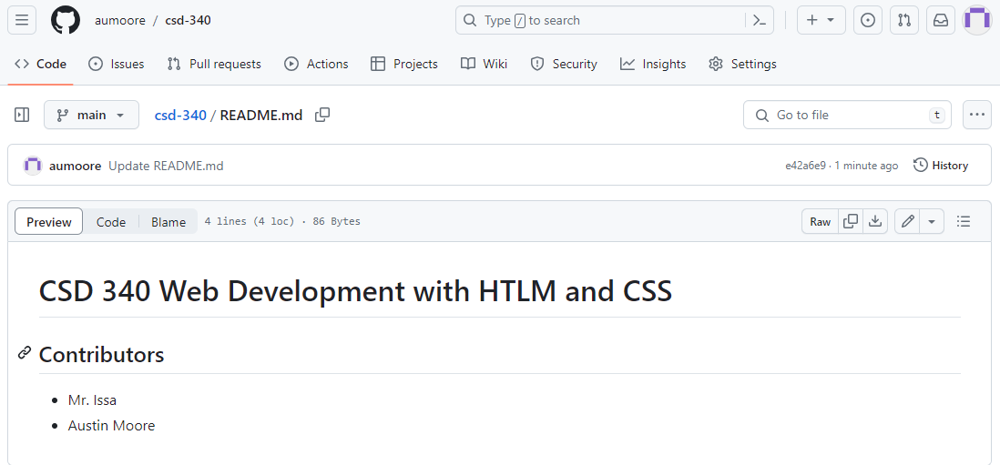 aumoore / csd-340 Type / to search
Code Issues Pull requests Actions Projects Wiki Security Insights Settings
main csd-340 / README.md Go to file t
aumoore Update README.md e42a6e9 · 1 minute ago History
Preview Code Blame 4 lines (4 loc) · 86 Bytes Raw
CSD 340 Web Development with HTLM and CSS
Contributors
• Mr. Issa
• Austin Moore